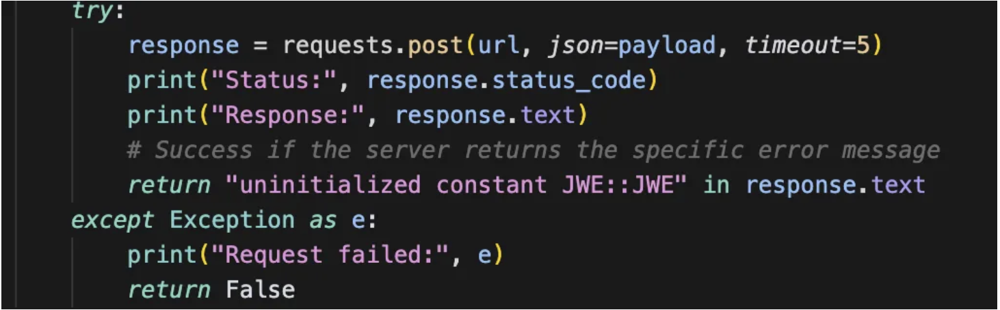 try:
response = requests.post(url, json=payload, timeout=5)
print("Status:", response.status_code)
print("Response:", response.text)
# Success if the server returns the specific error message
return "uninitialized constant JWE::JWE" in response.text
except Exception as e:
print("Request failed:", e)
return False